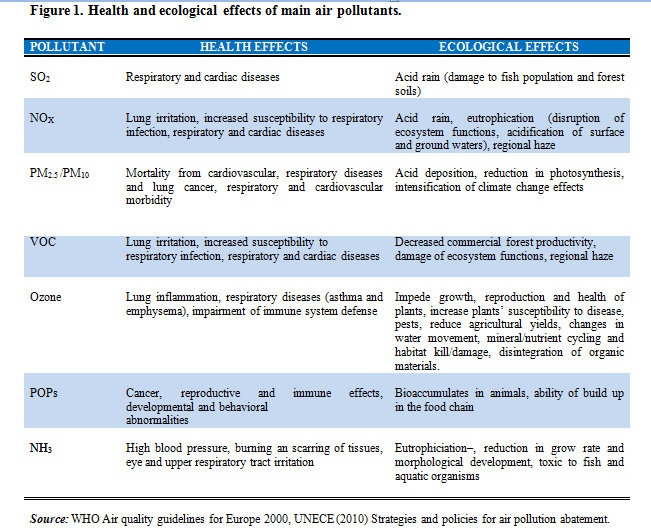 Figure 1. Health and ecological effects of main air pollutants.
POLLUTANT HEALTH EFFECTS ECOLOGICAL EFFECTS
SO2 Respiratory and cardiac diseases Acid rain (damage to fish population and forest
soils)
NOx Lung irritation, increased susceptibility to respiratory Acid rain, eutrophication (disruption of
infection, respiratory and cardiac diseases ecosystem functions, acidification of surface
and ground waters), regional haze
PM2.5/PM10 Mortality from cardiovascular, respiratory diseases Acid deposition, reduction in photosynthesis,
and lung cancer, respiratory and cardiovascular intensification of climate change effects
morbidity
VOC Lung irritation, increased susceptibility to Decreased commercial forest productivity,
respiratory infection, respiratory and cardiac diseases damage of ecosystem functions, regional haze
Ozone Lung inflammation, respiratory diseases (asthma and Impede growth, reproduction and health of
emphysema), impairment of immune system defense plants, increase plants' susceptibility to disease,
pests, reduce agricultural yields, changes in
water movement, mineral/nutrient cycling and
habitat kill/damage, disintegration of organic
materials.
POPs Cancer, reproductive and immune effects, Bioaccumulates in animals, ability of build up
developmental and behavioral in the food chain
abnormalities
NH3 High blood pressure, burning an scarring of tissues, Eutrophiciation–, reduction in grow rate and
eye and upper respiratory tract irritation morphological development, toxic to fish and
aquatic organisms
Source: WHO Air quality guidelines for Europe 2000, UNECE (2010) Strategies and policies for air pollution abatement.